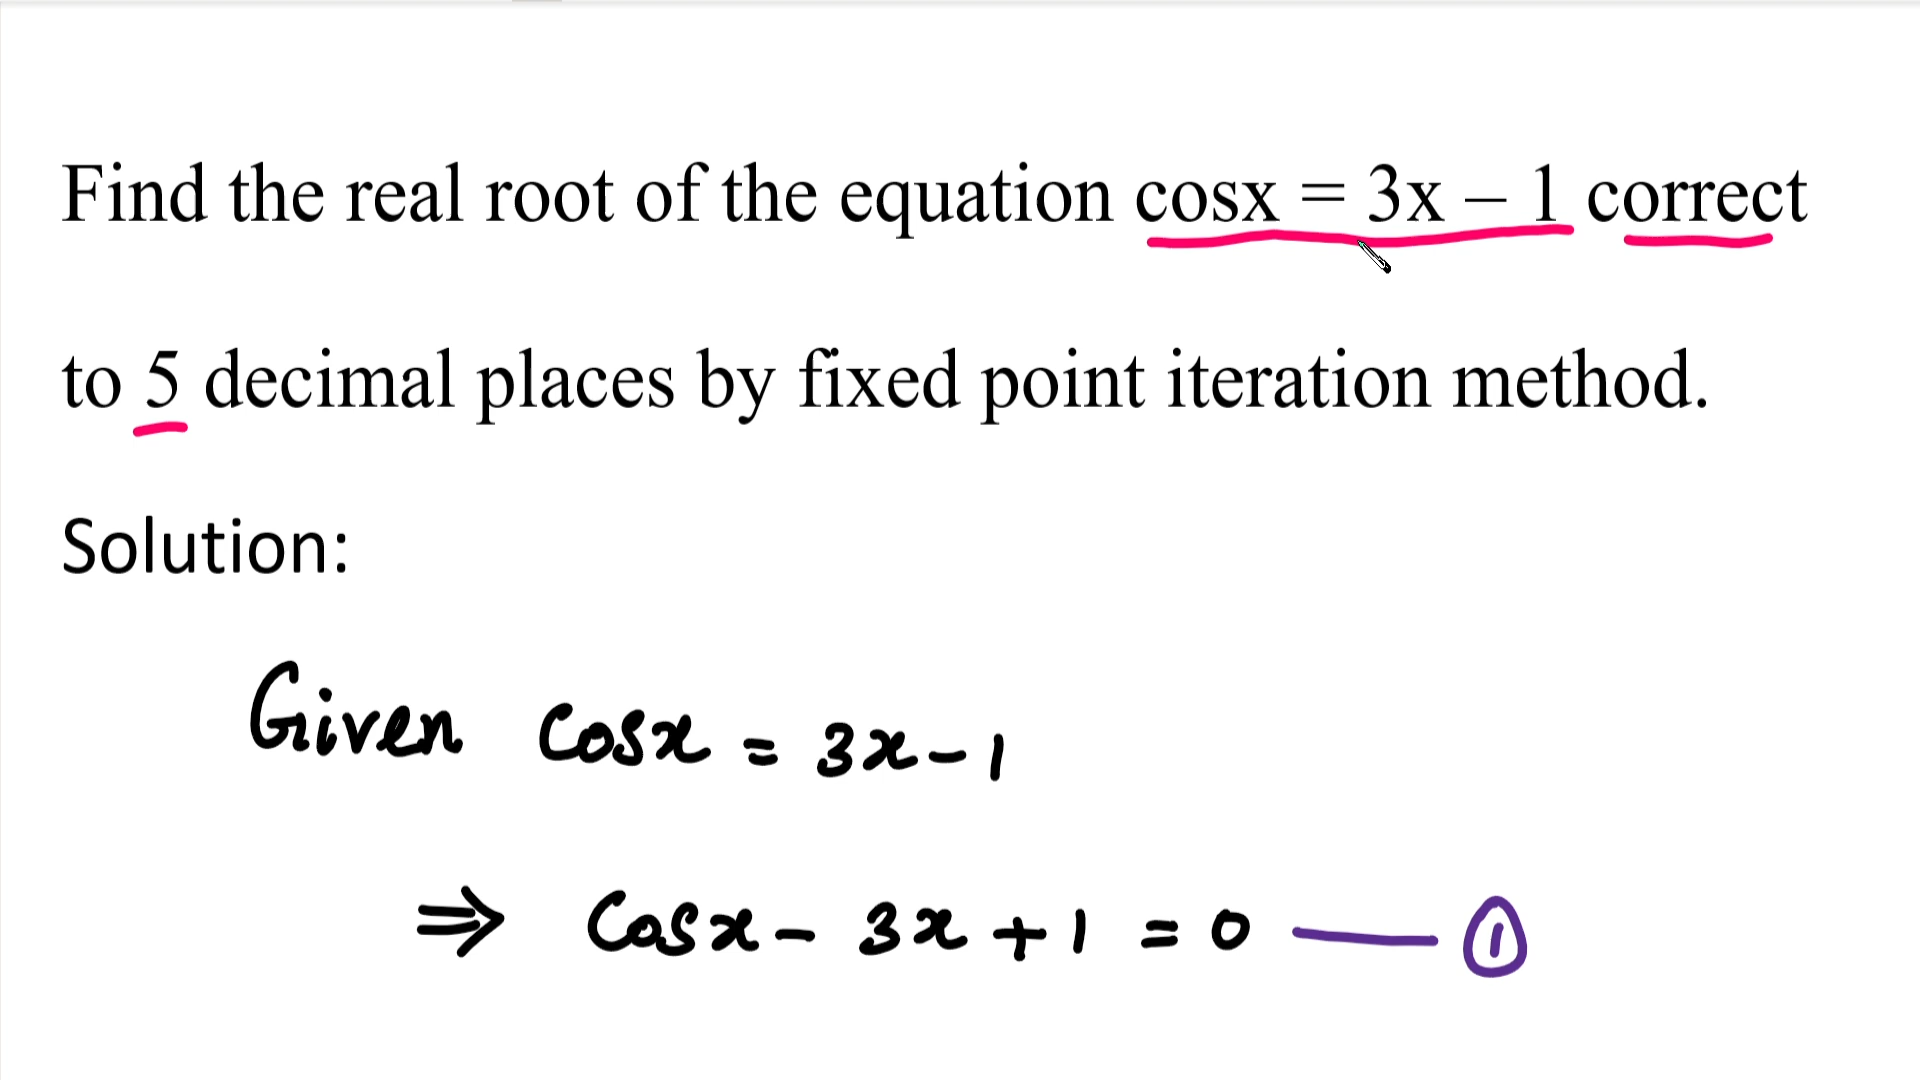 Find the real root of the equation cosx = 3x – 1 correct
to 5 decimal places by fixed point iteration method.
Solution:
Given cosx = 3x-1
⇒ Cosx - 3x + 1 = 0 — ①